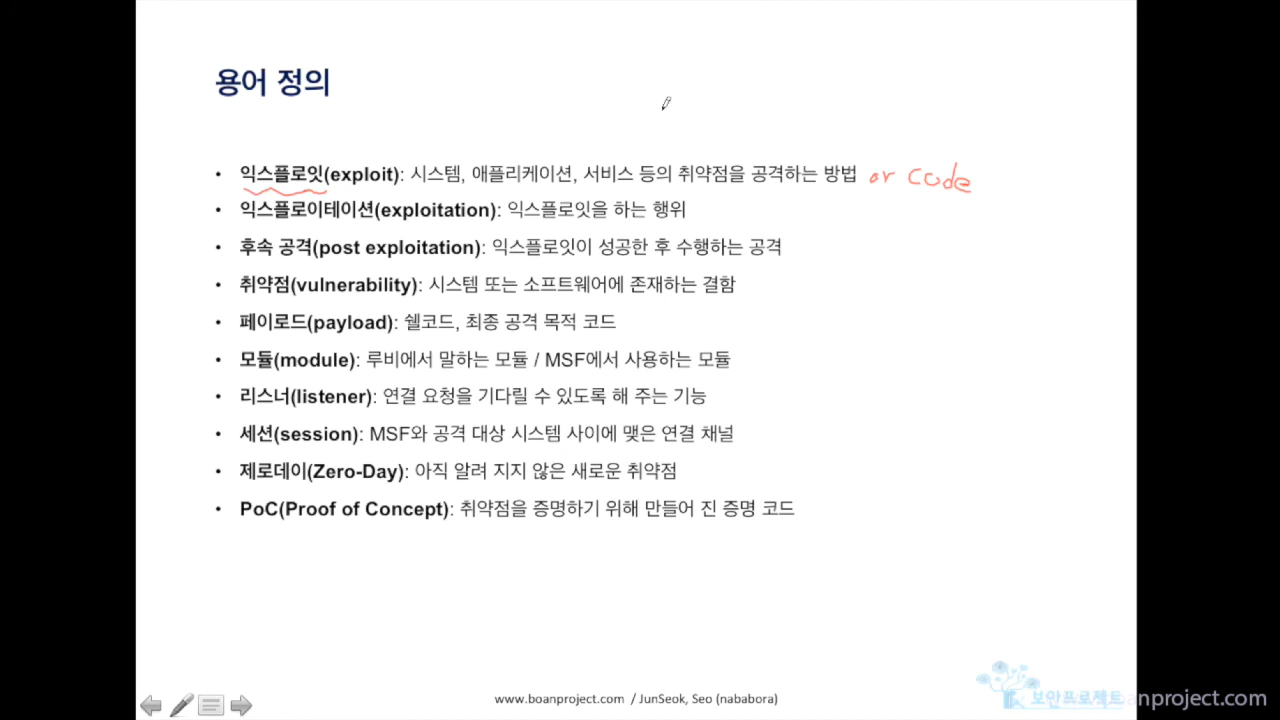 용어 정의
• 익스플로잇(exploit): 시스템, 애플리케이션, 서비스 등의 취약점을 공격하는 방법 or code
• 익스플로이테이션(exploitation): 익스플로잇을 하는 행위
• 후속 공격(post exploitation): 익스플로잇이 성공한 후 수행하는 공격
• 취약점(vulnerability): 시스템 또는 소프트웨어에 존재하는 결함
• 페이로드(payload): 쉘코드, 최종 공격 목적 코드
• 모듈(module): 루비에서 말하는 모듈 / MSF에서 사용하는 모듈
• 리스너(listener): 연결 요청을 기다릴 수 있도록 해 주는 기능
• 세션(session): MSF와 공격 대상 시스템 사이에 맺은 연결 채널
• 제로데이(Zero-Day): 아직 알려 지지 않은 새로운 취약점
• PoC(Proof of Concept): 취약점을 증명하기 위해 만들어 진 증명 코드
www.boanproject.com / JunSeok, Seo (nababora)
보안프로젝트
anproject.com